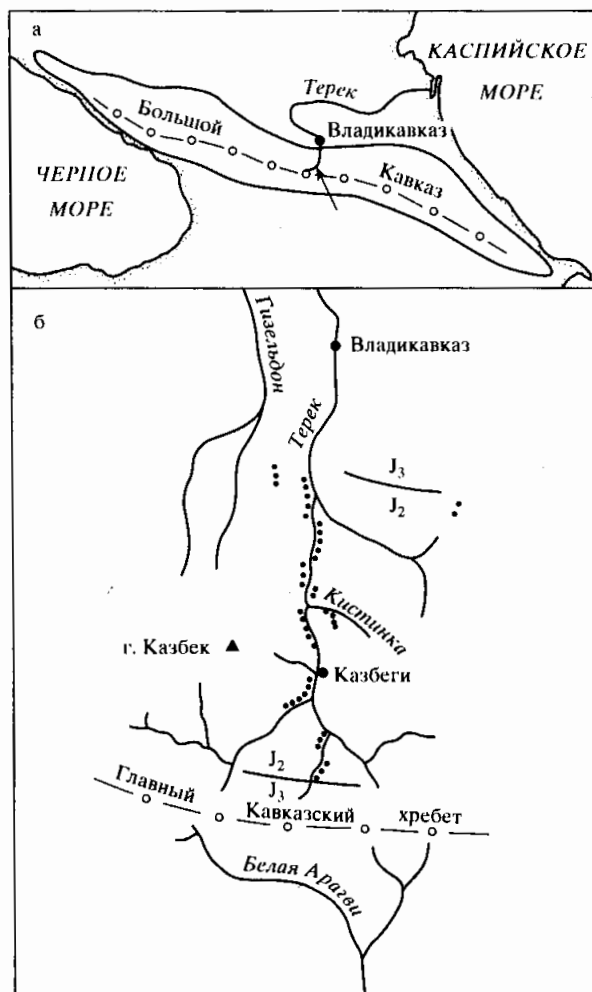 а
КАСПИЙСКОЕ
МОРЕ
Терек
Большой
Владикавказ
Кавказ
ЧЕРНОЕ
МОРЕ
б
Гизельдон
Владикавказ
Терек
J₃
J₂
Кистинка
г. Казбек
Казбеги
J₂
J₃
Главный
Кавказский
хребет
Белая Арагви